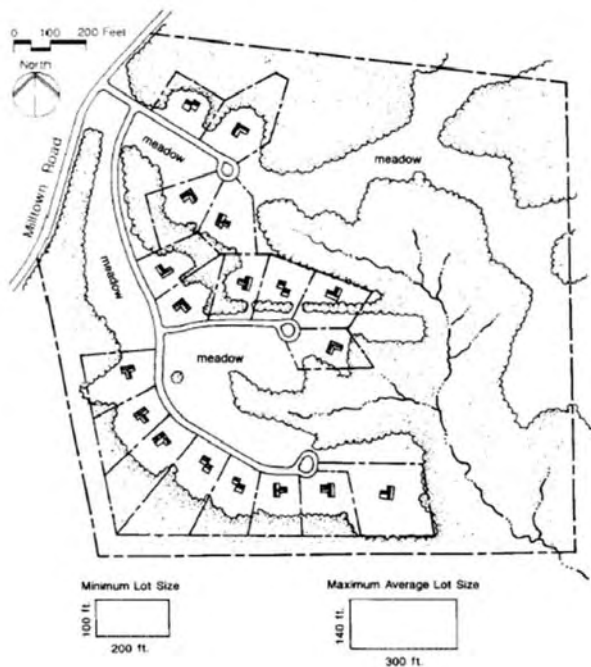 0 100 200 Feet
North
Milltown Road
meadow
meadow
meadow
meadow
Minimum Lot Size
100 ft.
200 ft.
Maximum Average Lot Size
140 ft.
300 ft.